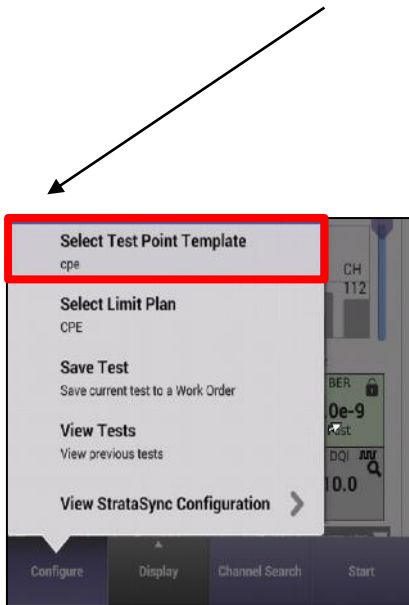 Select Test Point Template
cpe
CH
112
Select Limit Plan
CPE
Save Test
Save current test to a Work Order
BER
.0e-9
View Tests
View previous tests
DQI
10.0
View StrataSync Configuration
Configure
Display
Channel Search
Start